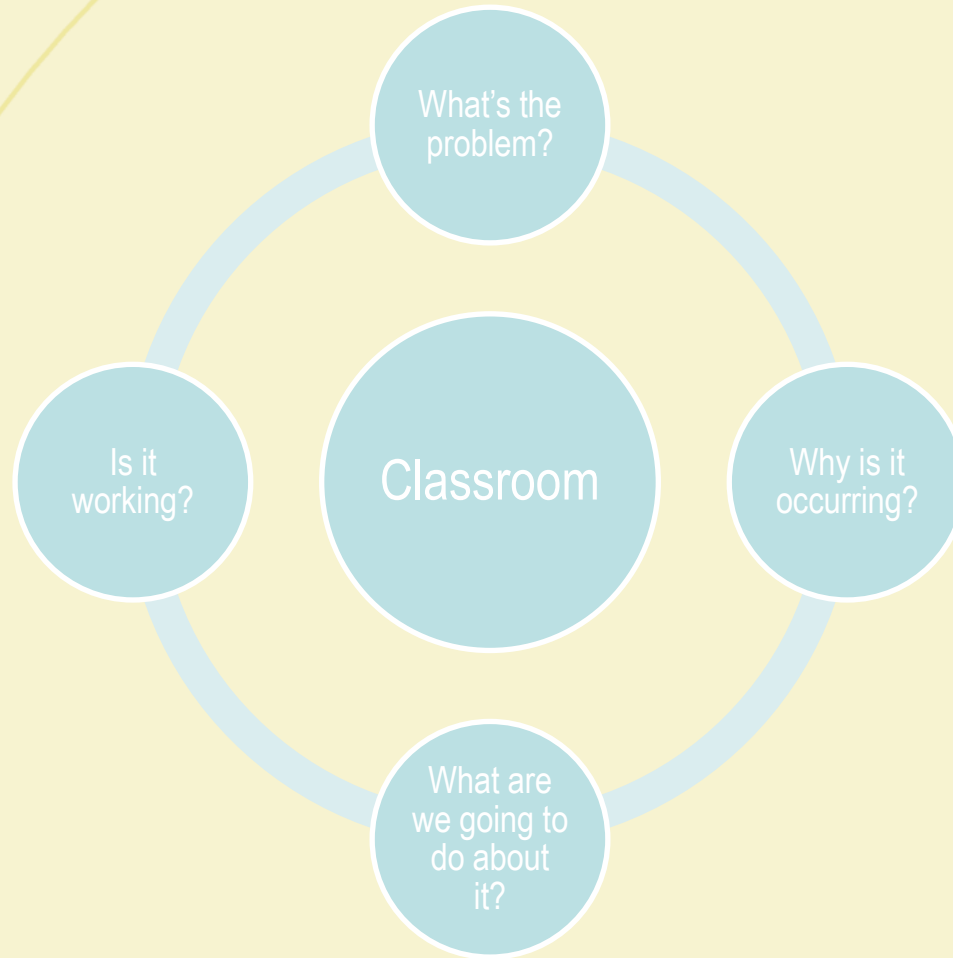 What's the
problem?
Is it
working?
Classroom
Why is it
occurring?
What are
we going to
do about
it?